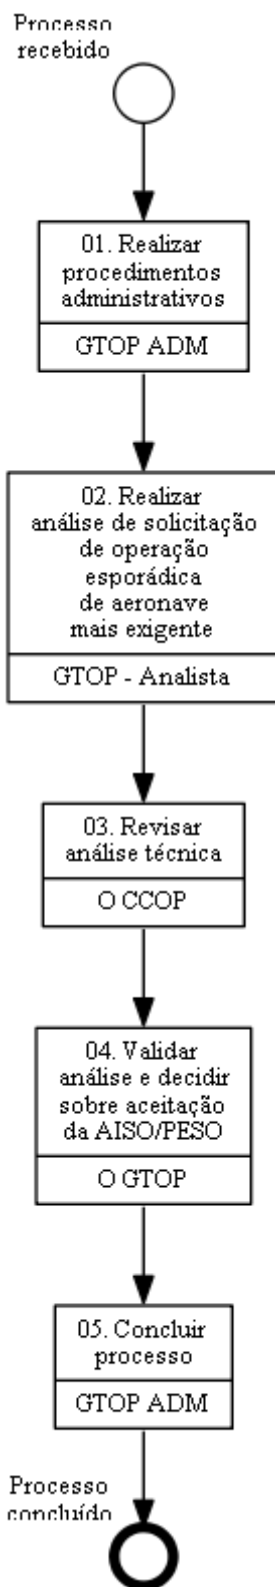 Processo
recebido
01. Realizar
procedimentos
administrativos
GTOP ADM
02. Realizar
análise de solicitação
de operação
esporádica
de aeronave
mais exigente
GTOP - Analista
03. Revisar
análise técnica
O CCOP
04. Validar
análise e decidir
sobre aceitação
da AISO/PESO
O GTOP
05. Concluir
processo
GTOP ADM
Processo
concluído